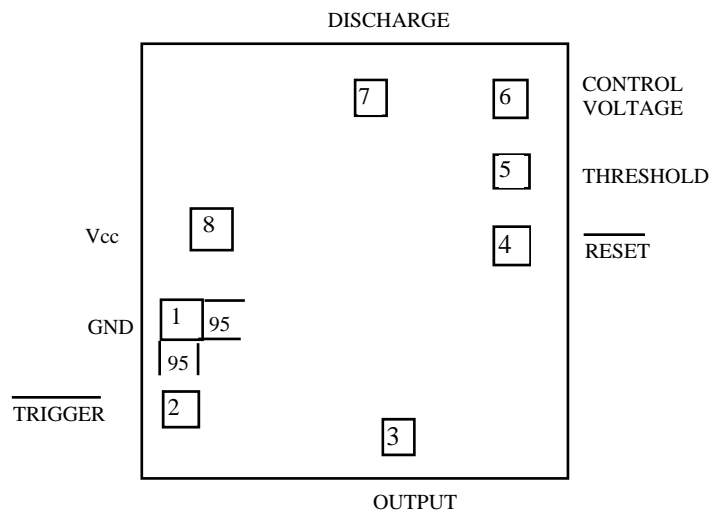 DISCHARGE
7
6
CONTROL
VOLTAGE
5
THRESHOLD
8
Vcc
4
RESET
1
95
GND
95
2
TRIGGER
3
OUTPUT